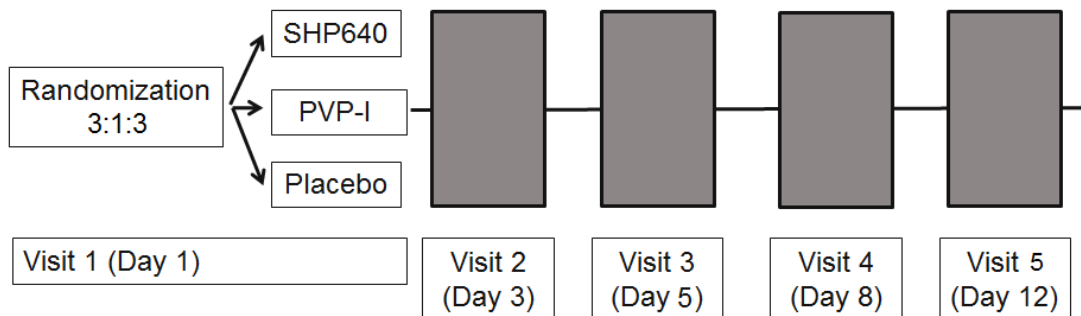 SHP640
Randomization
3:1:3
PVP-I
Placebo
Visit 1 (Day 1)
Visit 2
(Day 3)
Visit 3
(Day 5)
Visit 4
(Day 8)
Visit 5
(Day 12)